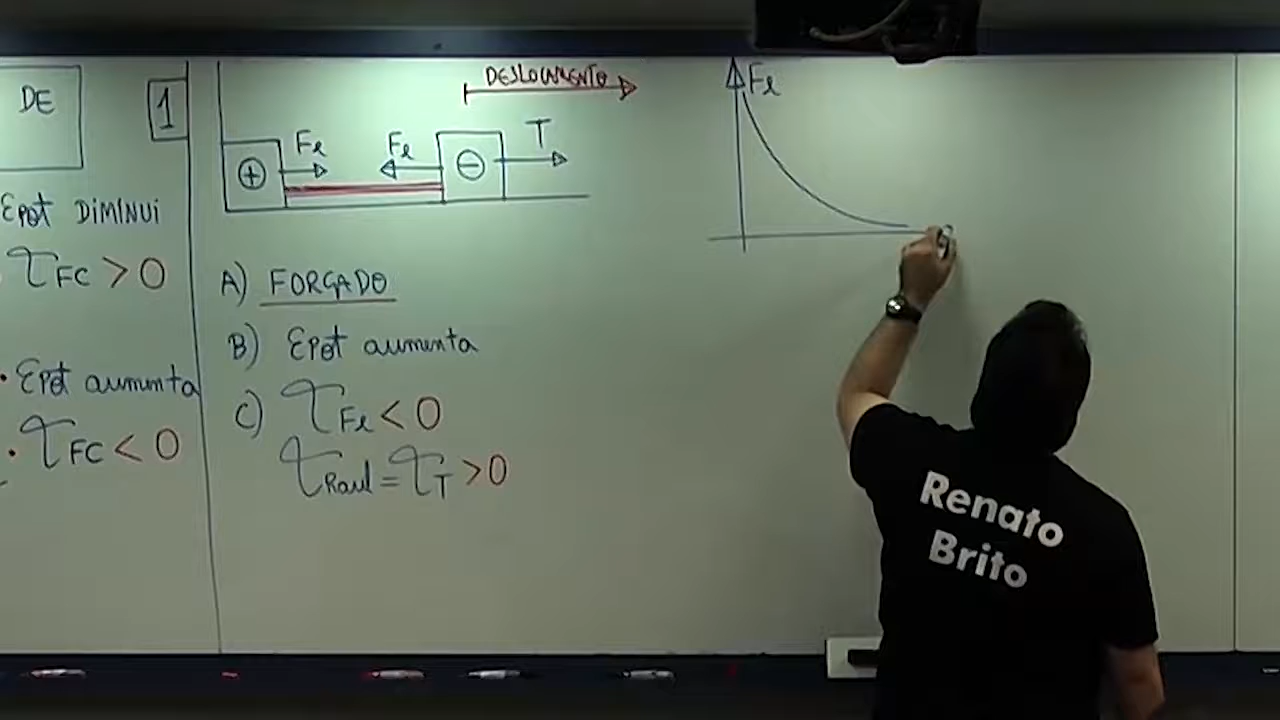 DE
Epot DIMINUI
τFC > 0
• Epot aumenta
• τFC < 0
1
DESLOCAMENTO
Fe
Fe
T
+
−
A) FORÇADO
B) Epot aumenta
C) τFe < 0
τRaul = τT > 0
Fe
Renato
Brito